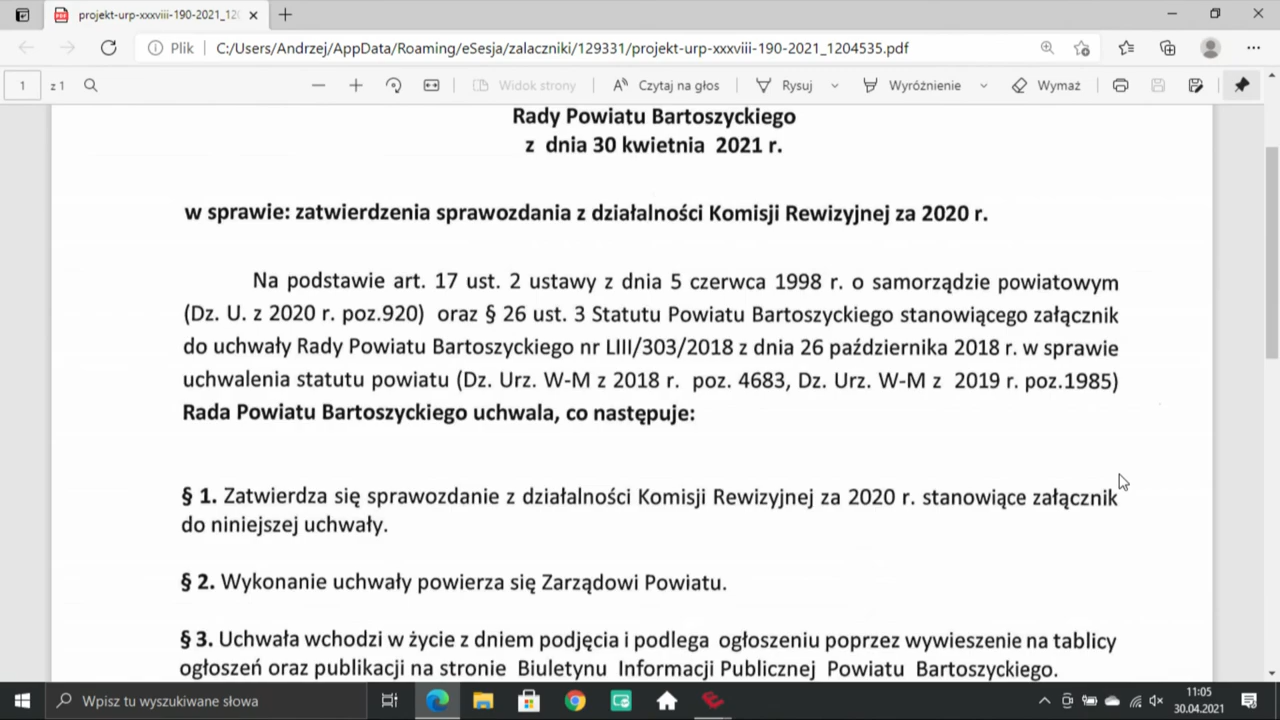 projekt-urp-xxxviii-190-2021_120
Plik
C:/Users/Andrzej/AppData/Roaming/eSesja/zalaczniki/129331/projekt-urp-xxxviii-190-2021_1204535.pdf
1 z 1
Widok strony
Czytaj na głos
Rysuj
Wyróżnienie
Wymaż
Rady Powiatu Bartoszyckiego
z dnia 30 kwietnia 2021 r.
w sprawie: zatwierdzenia sprawozdania z działalności Komisji Rewizyjnej za 2020 r.
Na podstawie art. 17 ust. 2 ustawy z dnia 5 czerwca 1998 r. o samorządzie powiatowym
(Dz. U. z 2020 r. poz.920) oraz § 26 ust. 3 Statutu Powiatu Bartoszyckiego stanowiącego załącznik
do uchwały Rady Powiatu Bartoszyckiego nr LIII/303/2018 z dnia 26 października 2018 r. w sprawie
uchwalenia statutu powiatu (Dz. Urz. W-M z 2018 r. poz. 4683, Dz. Urz. W-M z 2019 r. poz.1985)
Rada Powiatu Bartoszyckiego uchwala, co następuje:
§ 1. Zatwierdza się sprawozdanie z działalności Komisji Rewizyjnej za 2020 r. stanowiące załącznik
do niniejszej uchwały.
§ 2. Wykonanie uchwały powierza się Zarządowi Powiatu.
§ 3. Uchwała wchodzi w życie z dniem podjęcia i podlega ogłoszeniu poprzez wywieszenie na tablicy
ogłoszeń oraz publikacji na stronie Biuletynu Informacji Publicznej Powiatu Bartoszyckiego.
Wpisz tu wyszukiwane słowa
11:05
30.04.2021